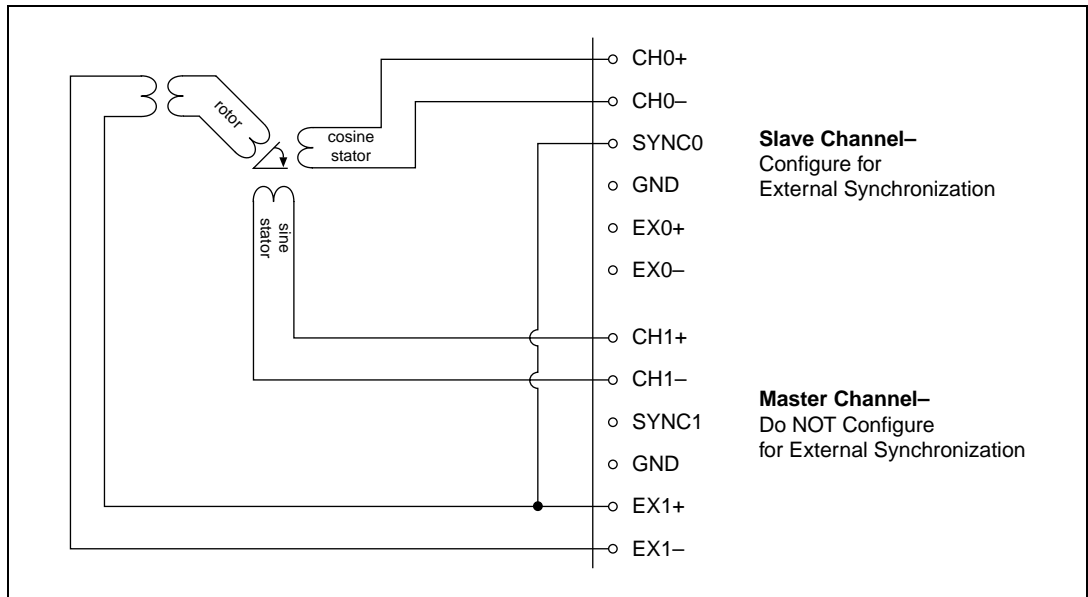 rotor
cosine
stator
sine
stator
CH0+
CH0–
SYNC0
GND
EX0+
EX0–
Slave Channel–
Configure for
External Synchronization
CH1+
CH1–
SYNC1
GND
EX1+
EX1–
Master Channel–
Do NOT Configure
for External Synchronization